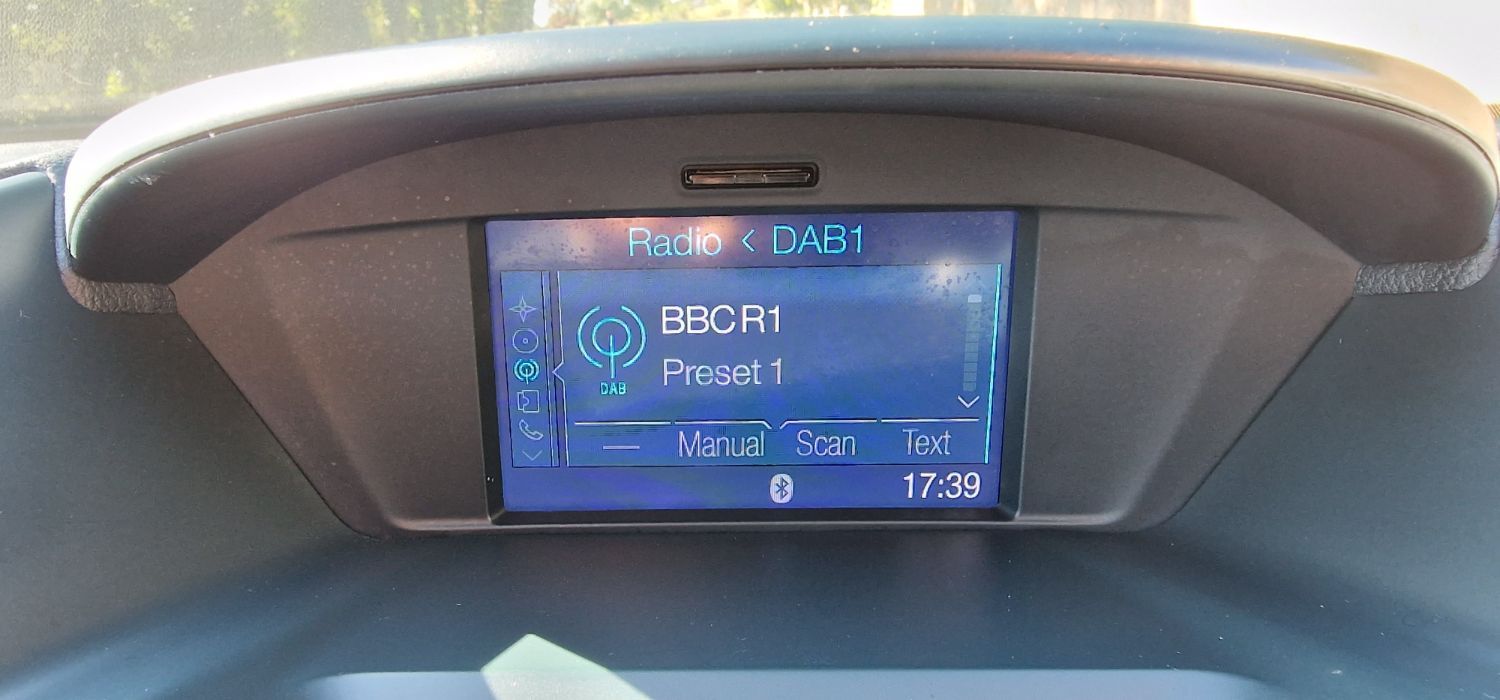 Radio < DAB1
BBC R1
DAB
Preset 1
Manual Scan Text
17:39